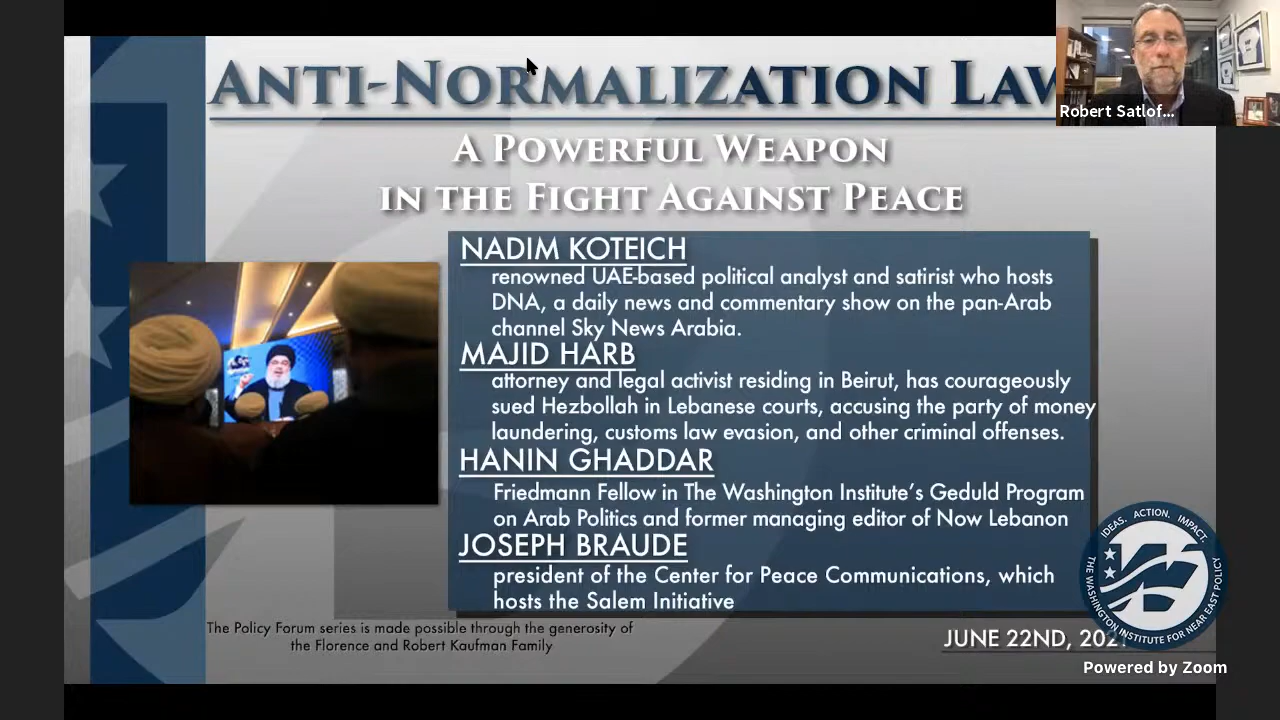 ANTI-NORMALIZATION LAW
Robert Satlof...
A POWERFUL WEAPON
IN THE FIGHT AGAINST PEACE
NADIM KOTEICH
renowned UAE-based political analyst and satirist who hosts
DNA, a daily news and commentary show on the pan-Arab
channel Sky News Arabia.
MAJID HARB
attorney and legal activist residing in Beirut, has courageously
sued Hezbollah in Lebanese courts, accusing the party of money
laundering, customs law evasion, and other criminal offenses.
HANIN GHADDAR
Friedmann Fellow in The Washington Institute's Geduld Program
on Arab Politics and former managing editor of Now Lebanon
JOSEPH BRAUDE
president of the Center for Peace Communications, which
hosts the Salem Initiative
The Policy Forum series is made possible through the generosity of
the Florence and Robert Kaufman Family
IDEAS. ACTION. IMPACT.
THE WASHINGTON INSTITUTE FOR NEAR EAST POLICY
JUNE 22ND, 202
Powered by Zoom